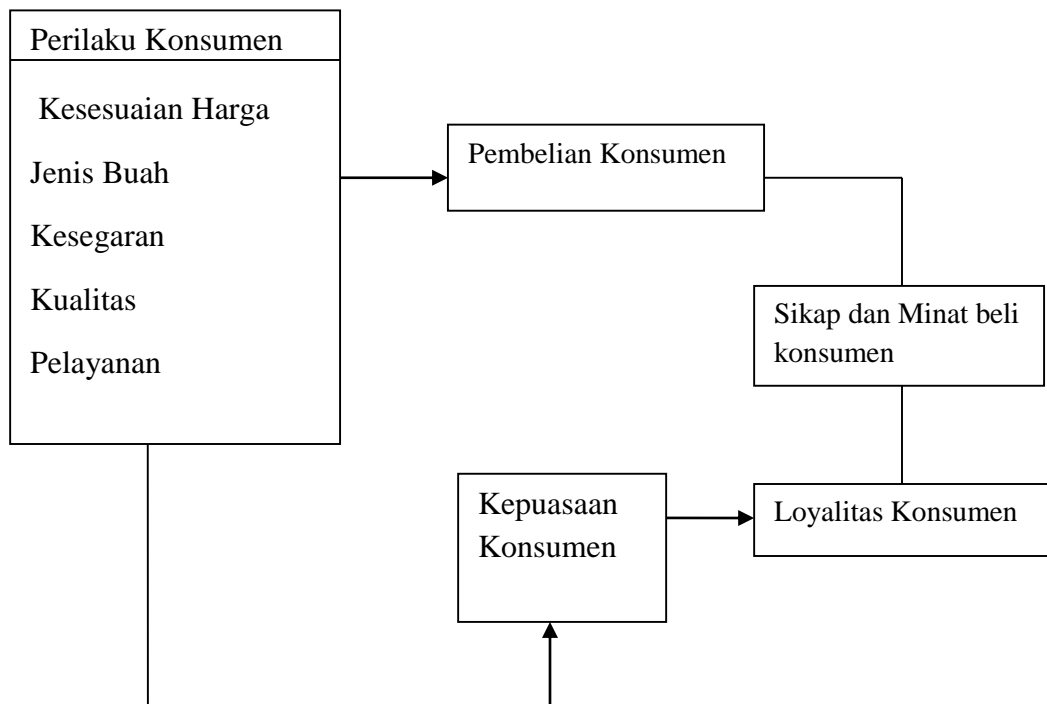 Perilaku Konsumen
Kesesuaian Harga
Jenis Buah
Kesegaran
Kualitas
Pelayanan
Pembelian Konsumen
Sikap dan Minat beli
konsumen
Kepuasaan
Konsumen
Loyalitas Konsumen